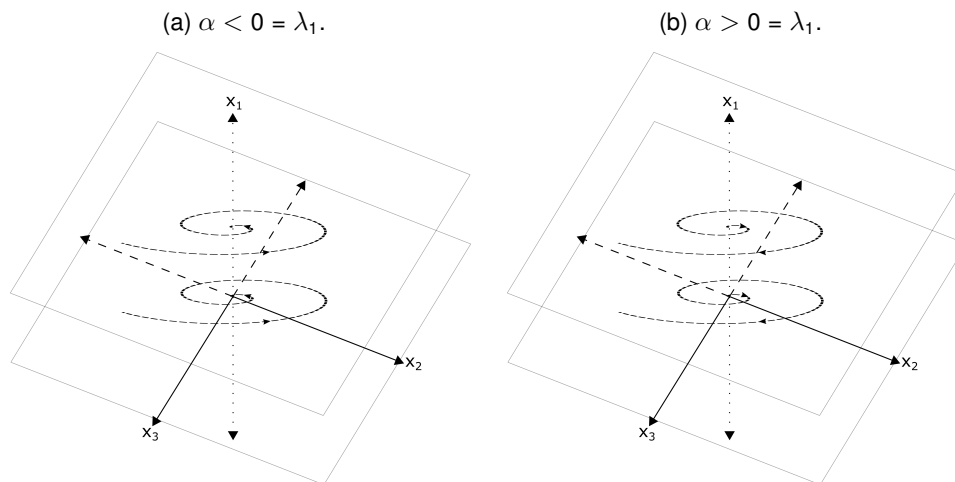 (a) α < 0 = λ₁.
(b) α > 0 = λ₁.
x₁
x₁
x₂
x₂
x₃
x₃